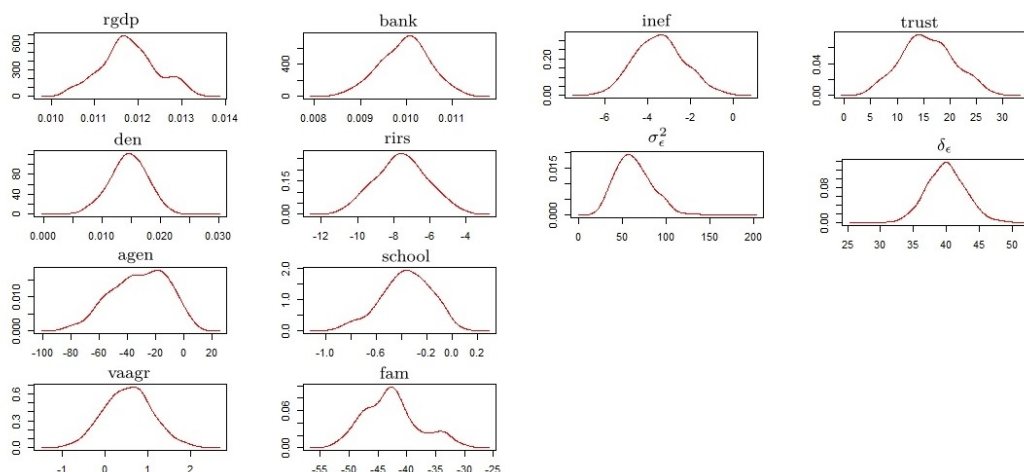 rgdp bank inef trust
0 300 600 400 0 0.00 0.20 0.00 0.04
0.010 0.011 0.012 0.013 0.014 0.008 0.009 0.010 0.011 -6 -4 -2 0 0 5 10 15 20 25 30
den rirs σ²ϵ δϵ
0 40 80 0.00 0.15 0.000 0.015 0.00 0.08
0.000 0.010 0.020 0.030 -12 -10 -8 -6 -4 0 50 100 150 200 25 30 35 40 45 50
agen school
0.000 0.010 0.0 1.0 2.0
-100 -80 -60 -40 -20 0 20 -1.0 -0.6 -0.2 0.0 0.2
vaagr fam
0.0 0.3 0.6 0.00 0.06
-1 0 1 2 -55 -50 -45 -40 -35 -30 -25